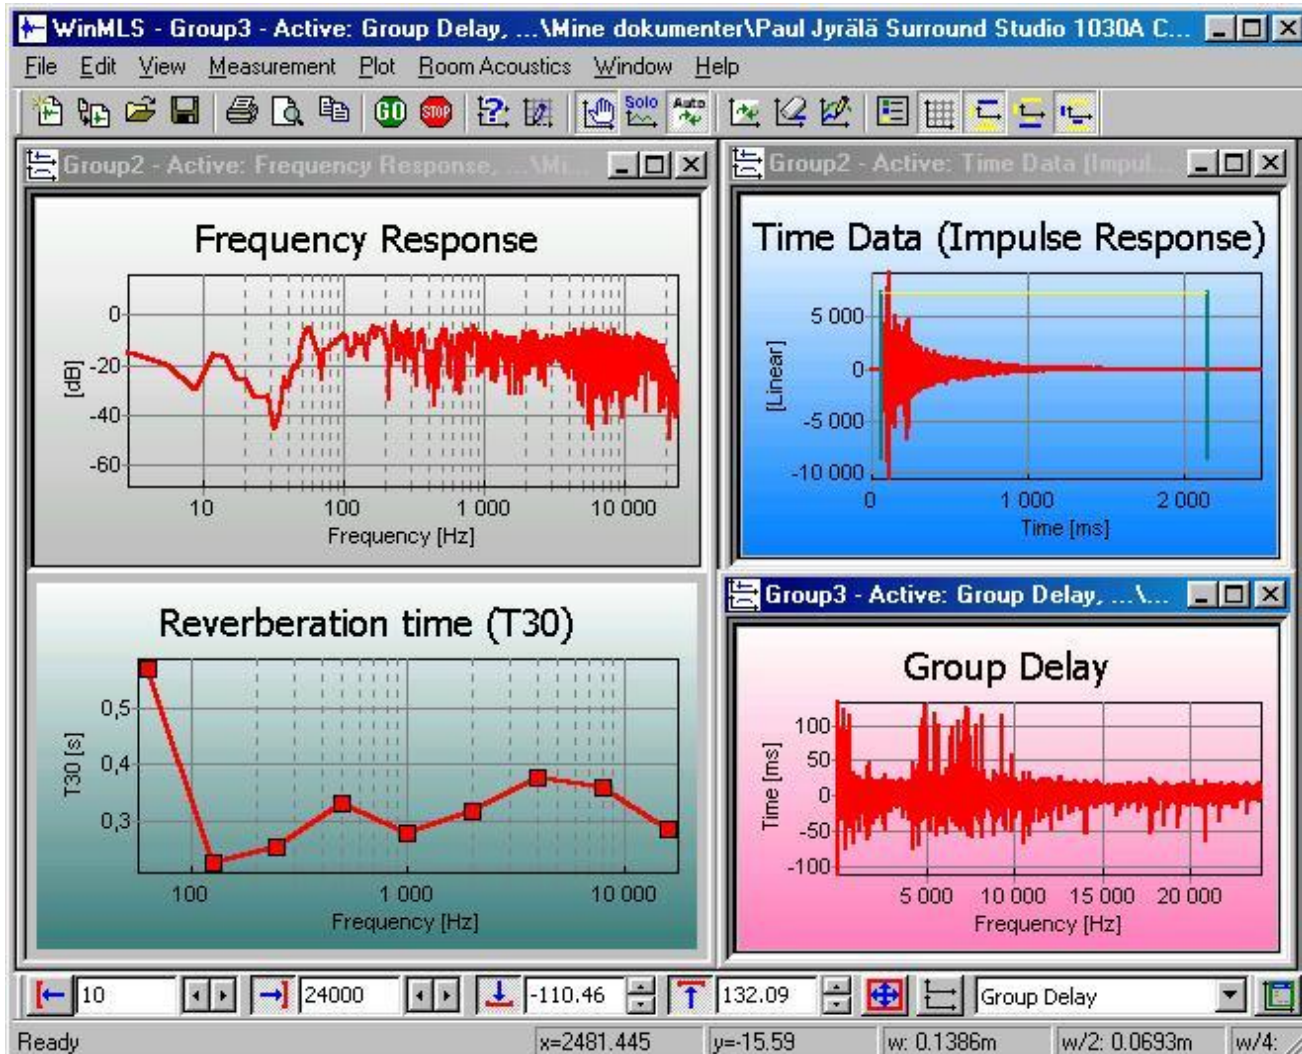 WinMLS - Group3 - Active: Group Delay, ...\Mine dokumenter\Paul Jyrälä Surround Studio 1030A C...
File Edit View Measurement Plot Room Acoustics Window Help
GO STOP Solo Auto
Group2 - Active: Frequency Response, ...\Mi...
Frequency Response
0
-20
-40
-60
[dB]
10 100 1 000 10 000
Frequency [Hz]
Group2 - Active: Time Data (Impul...
Time Data (Impulse Response)
5 000
0
-5 000
-10 000
[Linear]
0 1 000 2 000
Time [ms]
Reverberation time (T30)
0,5
0,4
0,3
T30 [s]
100 1 000 10 000
Frequency [Hz]
Group3 - Active: Group Delay, ...\...
Group Delay
100
50
0
-50
-100
Time [ms]
5 000 10 000 15 000 20 000
Frequency [Hz]
10 24000 -110.46 132.09 Group Delay
Ready x=2481.445 y=-15.59 w: 0.1386m w/2: 0.0693m w/4: